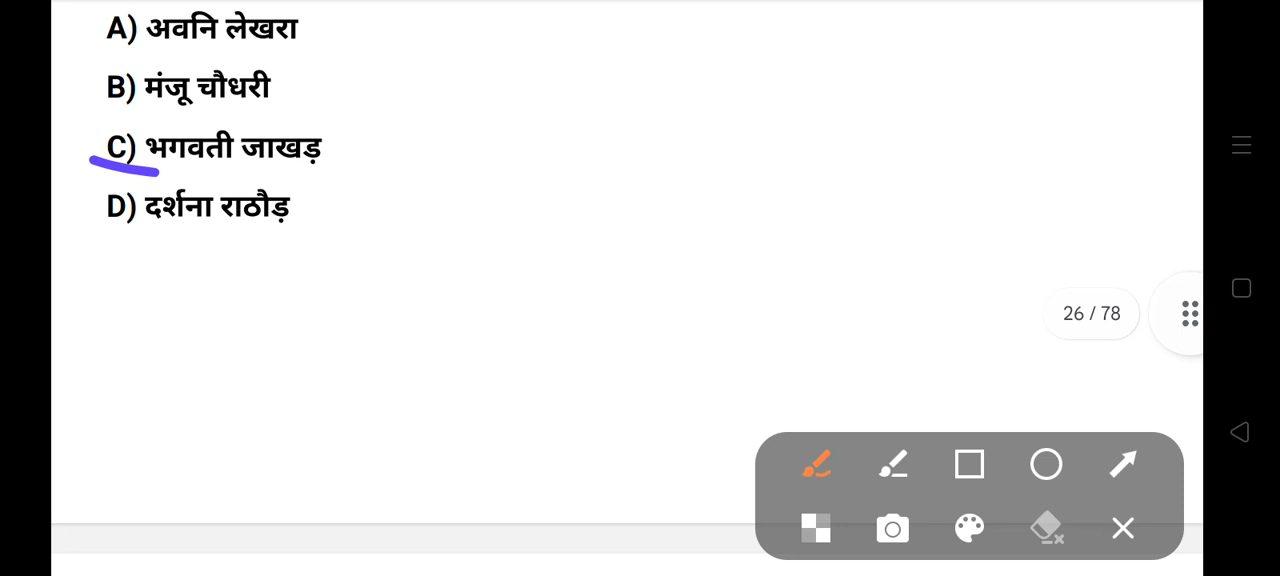 A) अवनि लेखरा
B) मंजू चौधरी
C) भगवती जाखड़
D) दर्शना राठौड़
26 / 78